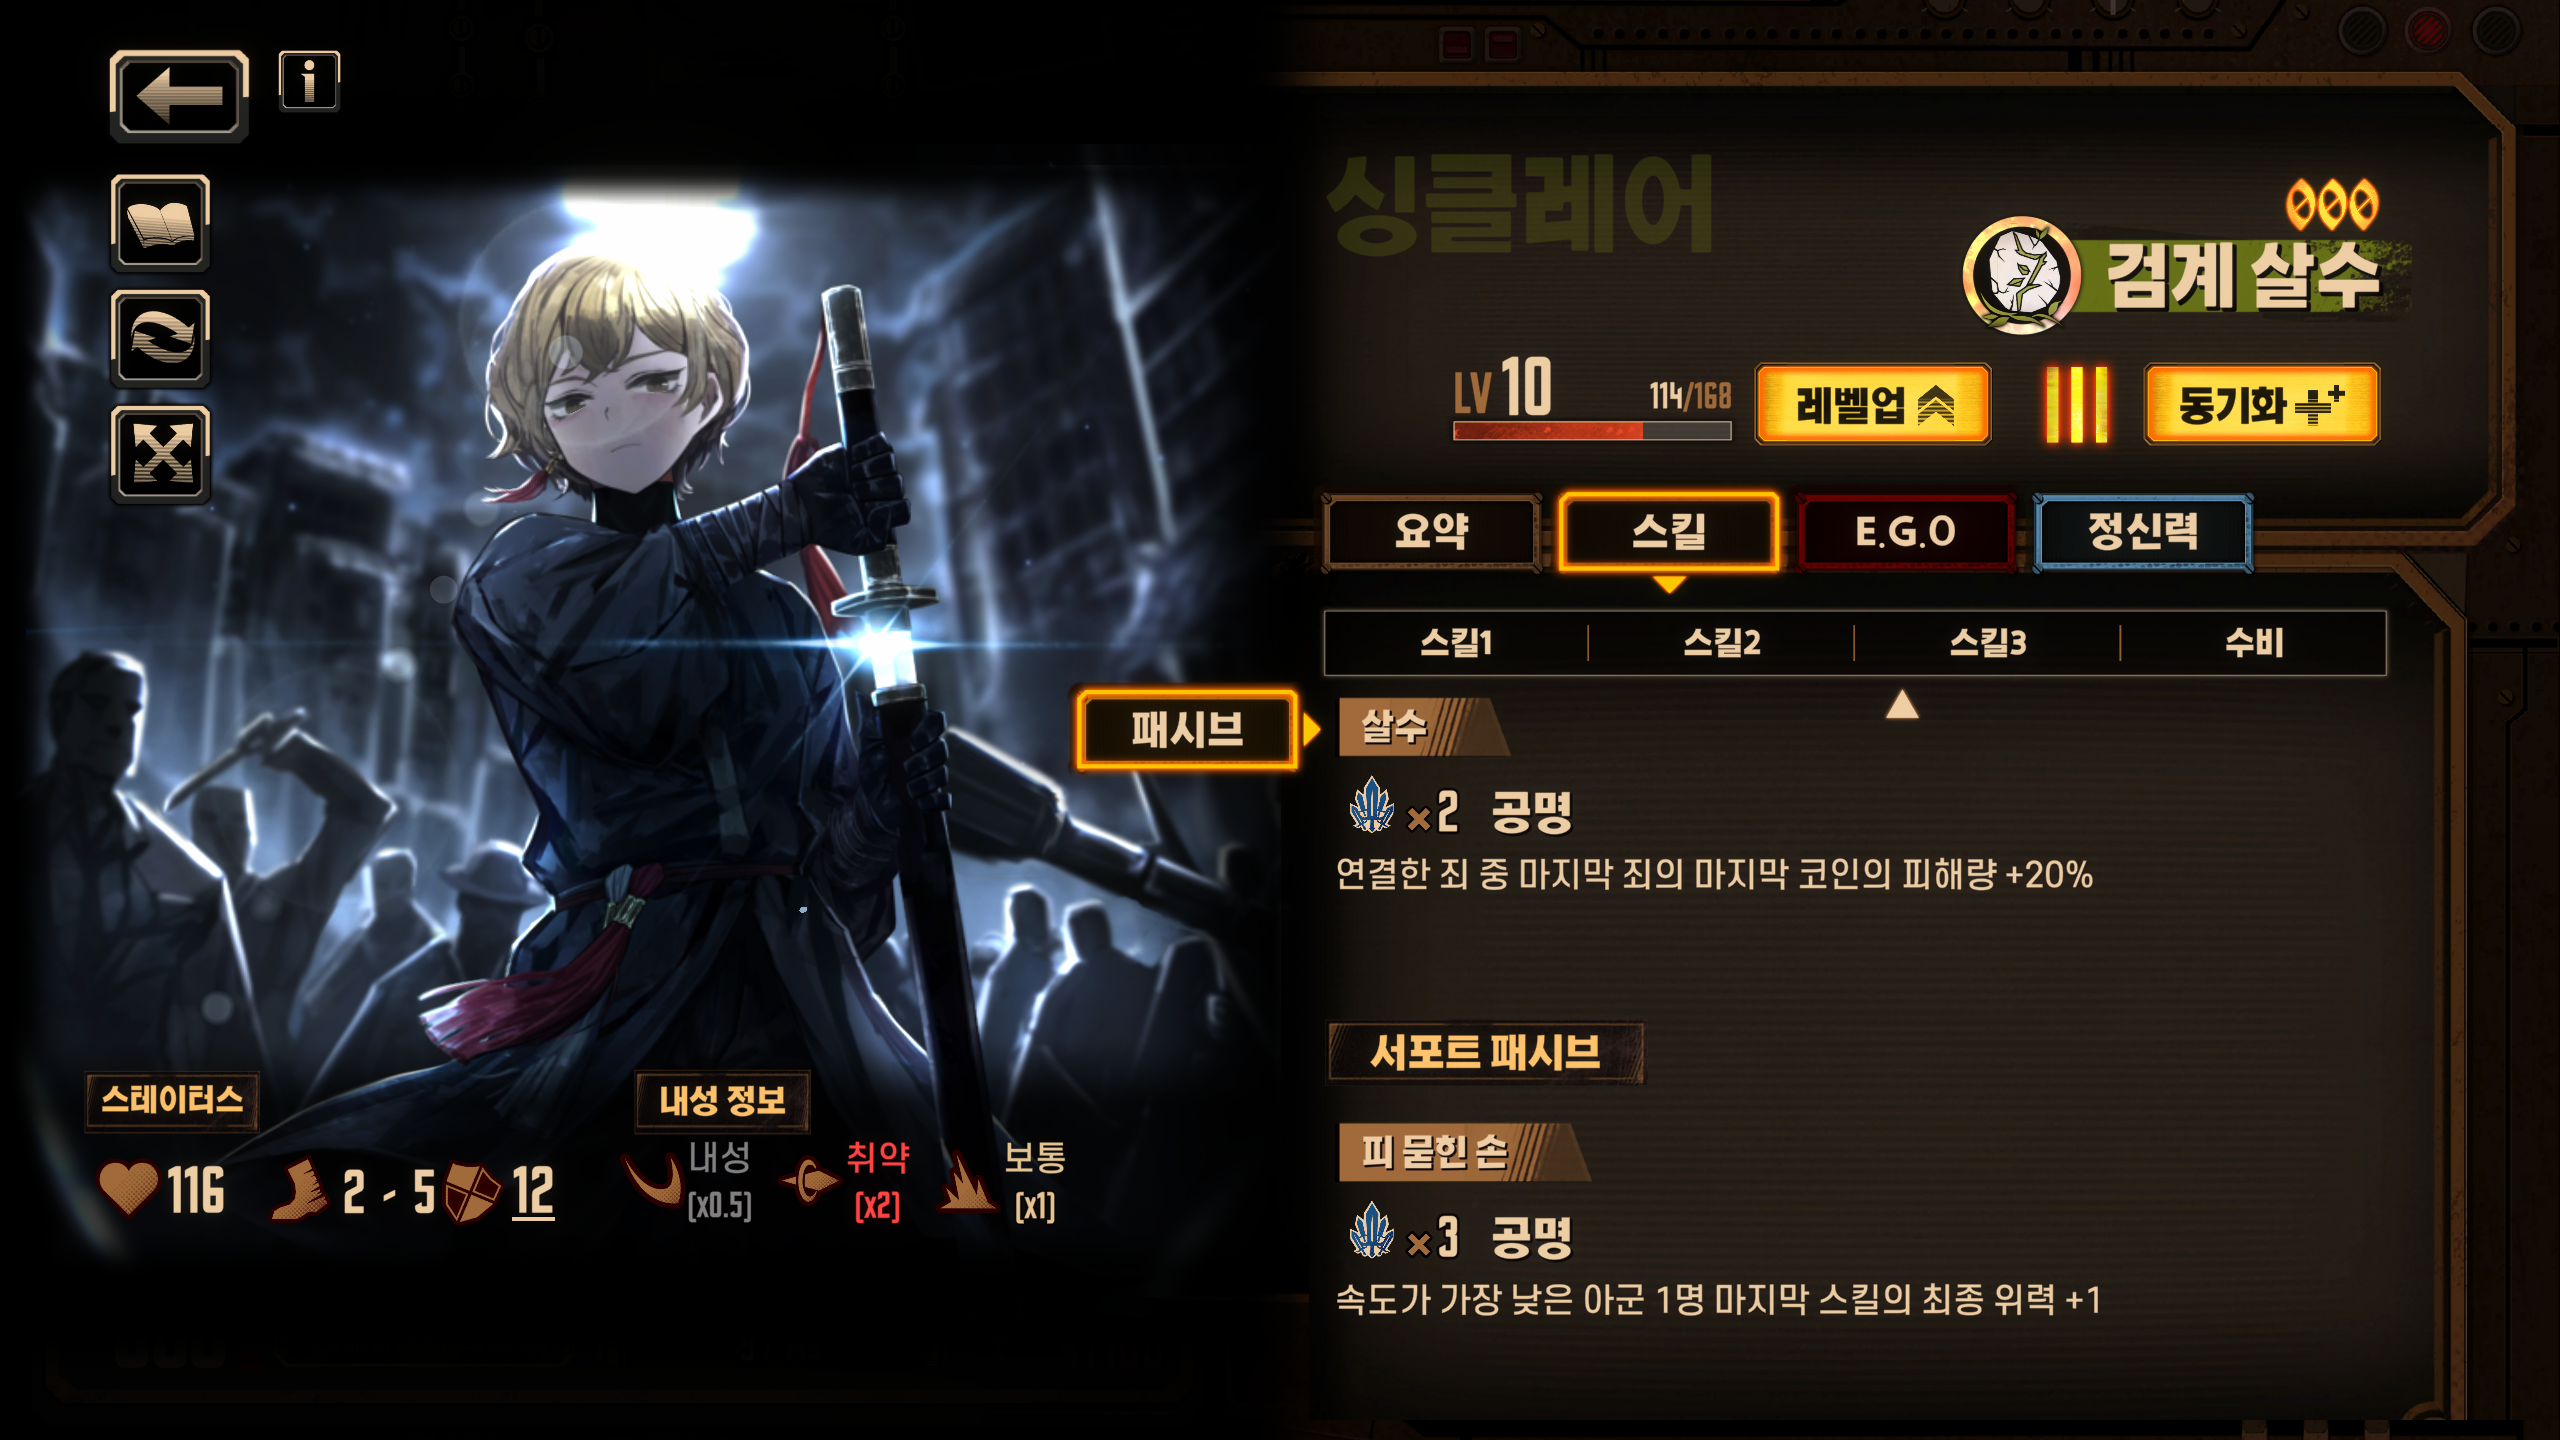 싱클레어
검계 살수
LV 10
114/168
레벨업
동기화
요약
스킬
E.G.O
정신력
스킬1
스킬2
스킬3
수비
패시브
살수
×2 공명
연결한 죄 중 마지막 죄의 마지막 코인의 피해량 +20%
서포트 패시브
피 묻힌 손
×3 공명
속도가 가장 낮은 아군 1명 마지막 스킬의 최종 위력 +1
스테이터스
116
2 - 5
12
내성 정보
내성
[x0.5]
취약
[x2]
보통
[x1]